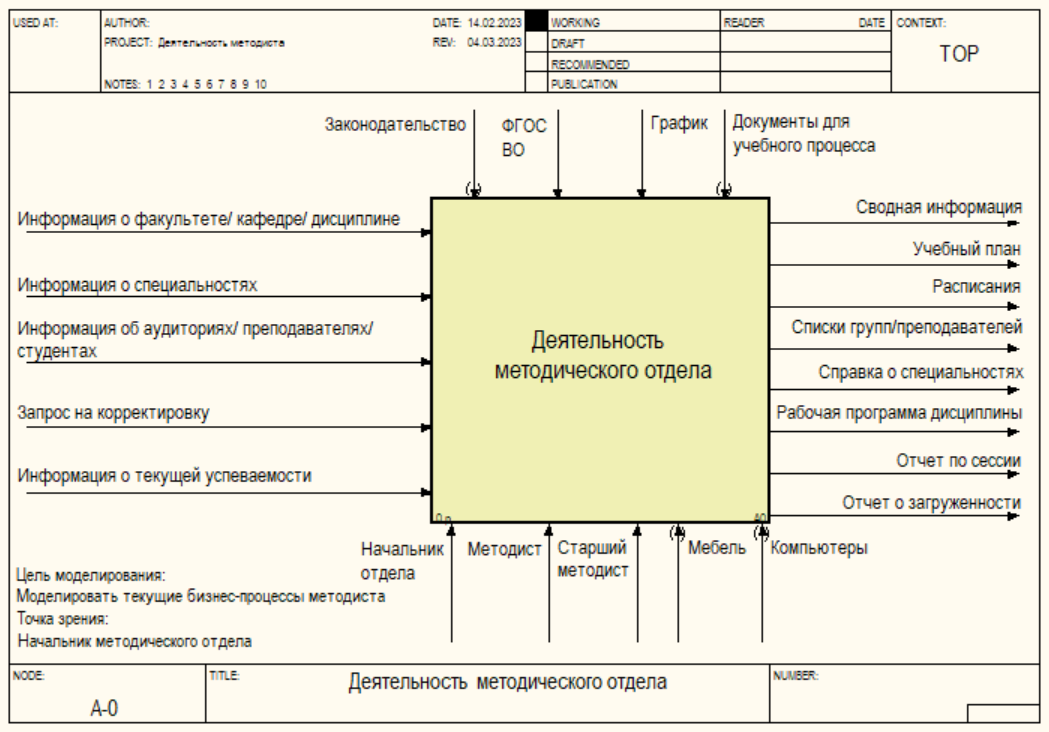 USED AT:
AUTHOR:
DATE: 14.02.2023
WORKING
READER
DATE
CONTEXT:
PROJECT: Деятельность методиста
REV: 04.03.2023
DRAFT
TOP
RECOMMENDED
NOTES: 1 2 3 4 5 6 7 8 9 10
PUBLICATION
Законодательство
ФГОС
ВО
График
Документы для
учебного процесса
Информация о факультете/ кафедре/ дисциплине
Информация о специальностях
Информация об аудиториях/ преподавателях/
студентах
Запрос на корректировку
Информация о текущей успеваемости
Деятельность
методического отдела
0 р.
A0
Сводная информация
Учебный план
Расписания
Списки групп/преподавателей
Справка о специальностях
Рабочая программа дисциплины
Отчет по сессии
Отчет о загруженности
Начальник
отдела
Методист
Старший
методист
Мебель
Компьютеры
Цель моделирования:
Моделировать текущие бизнес-процессы методиста
Точка зрения:
Начальник методического отдела
NODE:
A-0
TITLE:
Деятельность методического отдела
NUMBER: